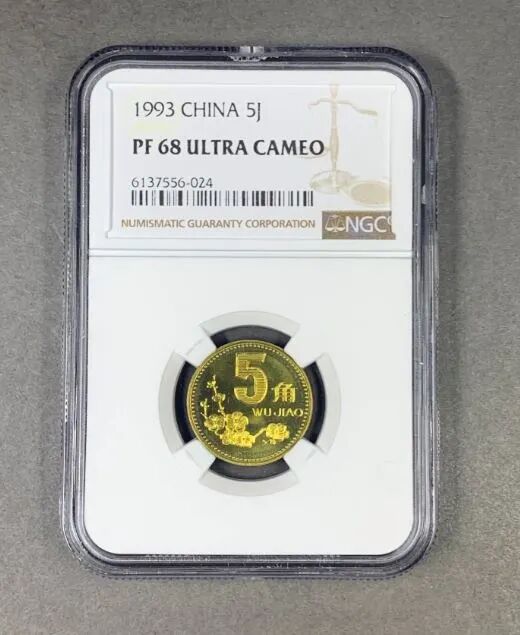 1993 CHINA 5J
PF 68 ULTRA CAMEO
6137556-024
NUMISMATIC GUARANTY CORPORATION
NGC
5角
WU JIAO